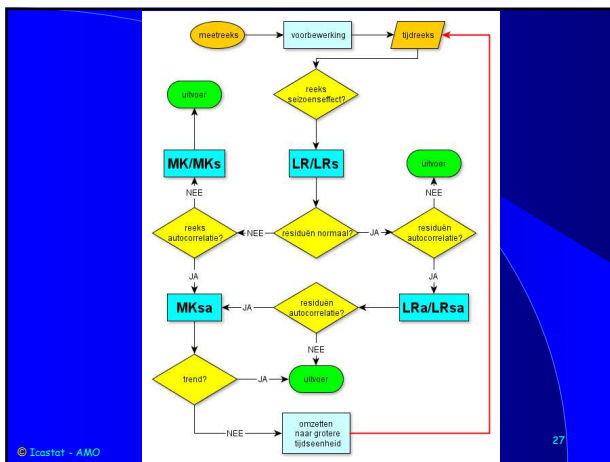 meetreeks
voorbewerking
tijdreeks
reeks
seizoenseffect?
uitvoer
MK/MKs
LR/LRs
uitvoer
NEE
NEE
reeks
autocorrelatie?
NEE
residuën normaal?
JA
residuën
autocorrelatie?
JA
JA
MKsa
JA
residuën
autocorrelatie?
LRa/LRsa
NEE
trend?
JA
uitvoer
NEE
omzetten
naar grotere
tijdseenheid
27
© Icastat - AMO